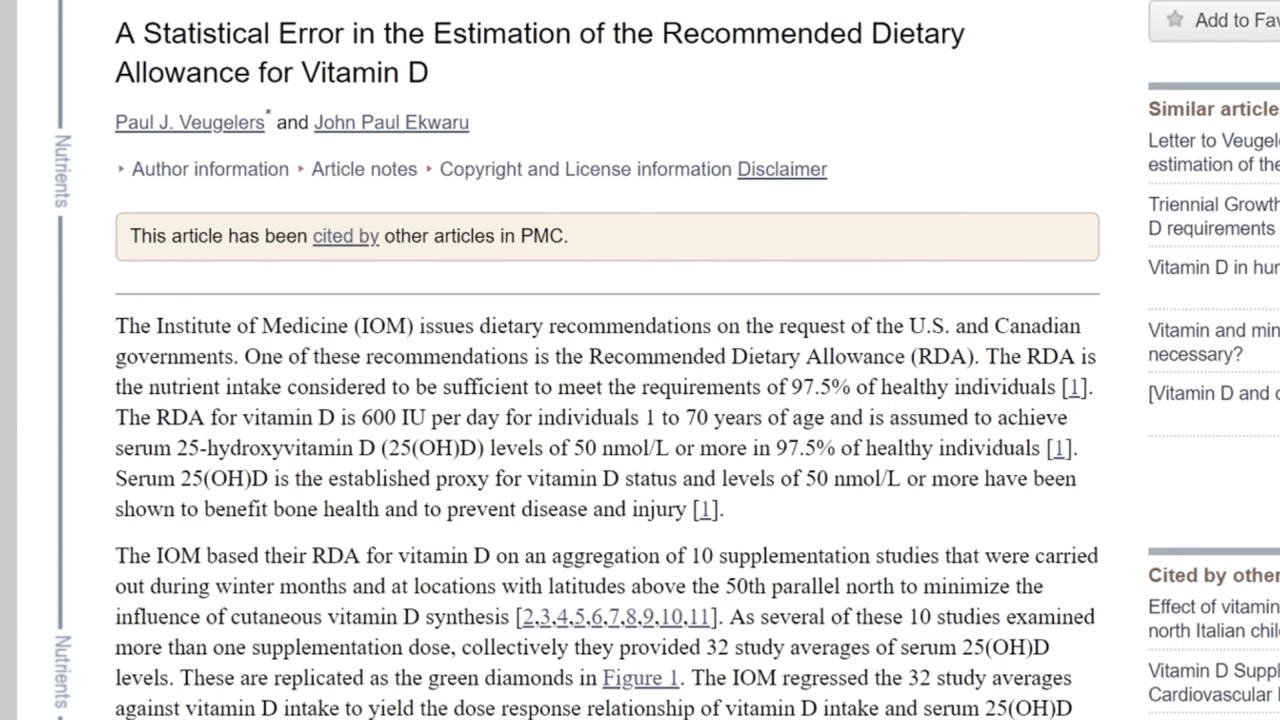 A Statistical Error in the Estimation of the Recommended Dietary
Allowance for Vitamin D
Paul J. Veugelers* and John Paul Ekwaru
Author information Article notes Copyright and License information Disclaimer
This article has been cited by other articles in PMC.
The Institute of Medicine (IOM) issues dietary recommendations on the request of the U.S. and Canadian
governments. One of these recommendations is the Recommended Dietary Allowance (RDA). The RDA is
the nutrient intake considered to be sufficient to meet the requirements of 97.5% of healthy individuals [1].
The RDA for vitamin D is 600 IU per day for individuals 1 to 70 years of age and is assumed to achieve
serum 25-hydroxyvitamin D (25(OH)D) levels of 50 nmol/L or more in 97.5% of healthy individuals [1].
Serum 25(OH)D is the established proxy for vitamin D status and levels of 50 nmol/L or more have been
shown to benefit bone health and to prevent disease and injury [1].
The IOM based their RDA for vitamin D on an aggregation of 10 supplementation studies that were carried
out during winter months and at locations with latitudes above the 50th parallel north to minimize the
influence of cutaneous vitamin D synthesis [2,3,4,5,6,7,8,9,10,11]. As several of these 10 studies examined
more than one supplementation dose, collectively they provided 32 study averages of serum 25(OH)D
levels. These are replicated as the green diamonds in Figure 1. The IOM regressed the 32 study averages
against vitamin D intake to yield the dose response relationship of vitamin D intake and serum 25(OH)D
Nutrients
Nutrients
Add to Fav
Similar article
Letter to Veugel
estimation of the
Triennial Growth
D requirements
Vitamin D in hur
Vitamin and min
necessary?
[Vitamin D and c
Cited by other
Effect of vitamin
north Italian chil
Vitamin D Suppl
Cardiovascular